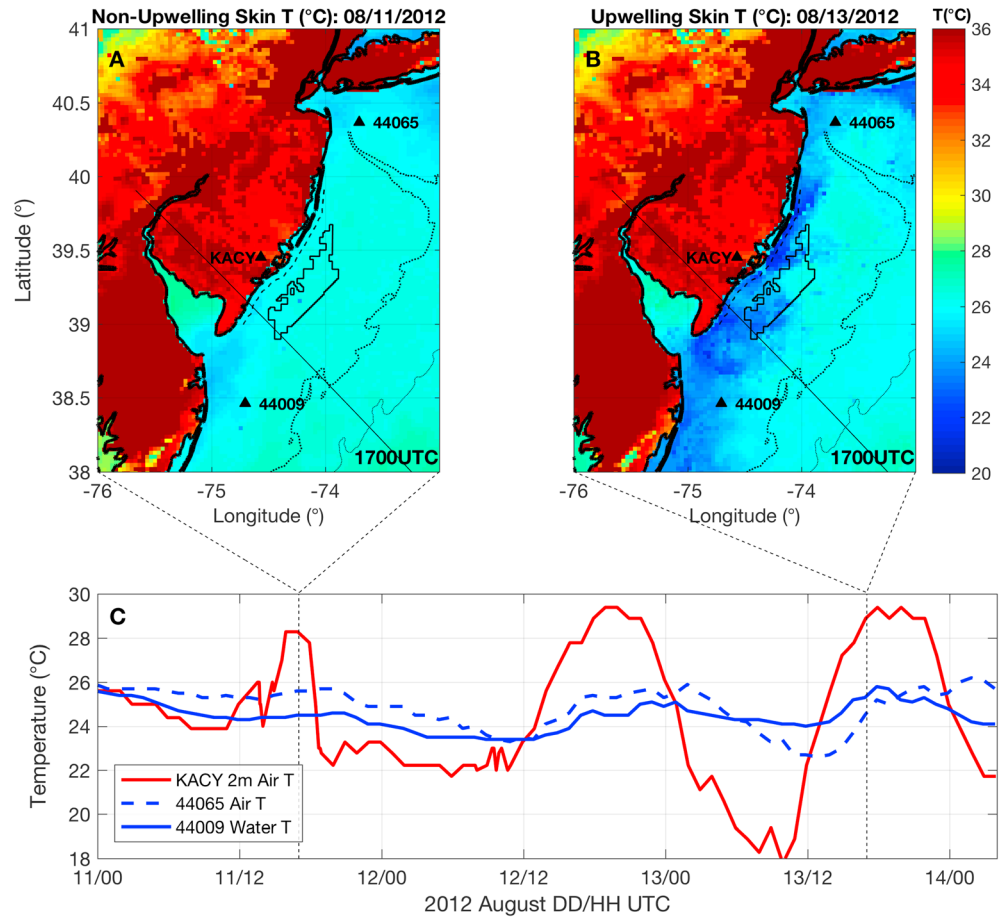 Non-Upwelling Skin T (°C): 08/11/2012
Upwelling Skin T (°C): 08/13/2012
T(°C)
A
44065
KACY
44009
1700UTC
41
40.5
40
39.5
39
38.5
38
Latitude (°)
-76
-75
-74
Longitude (°)
B
44065
KACY
44009
1700UTC
-76
-75
-74
Longitude (°)
36
34
32
30
28
26
24
22
20
C
30
28
26
24
22
20
18
Temperature (°C)
KACY 2m Air T
44065 Air T
44009 Water T
11/00
11/12
12/00
12/12
13/00
13/12
14/00
2012 August DD/HH UTC